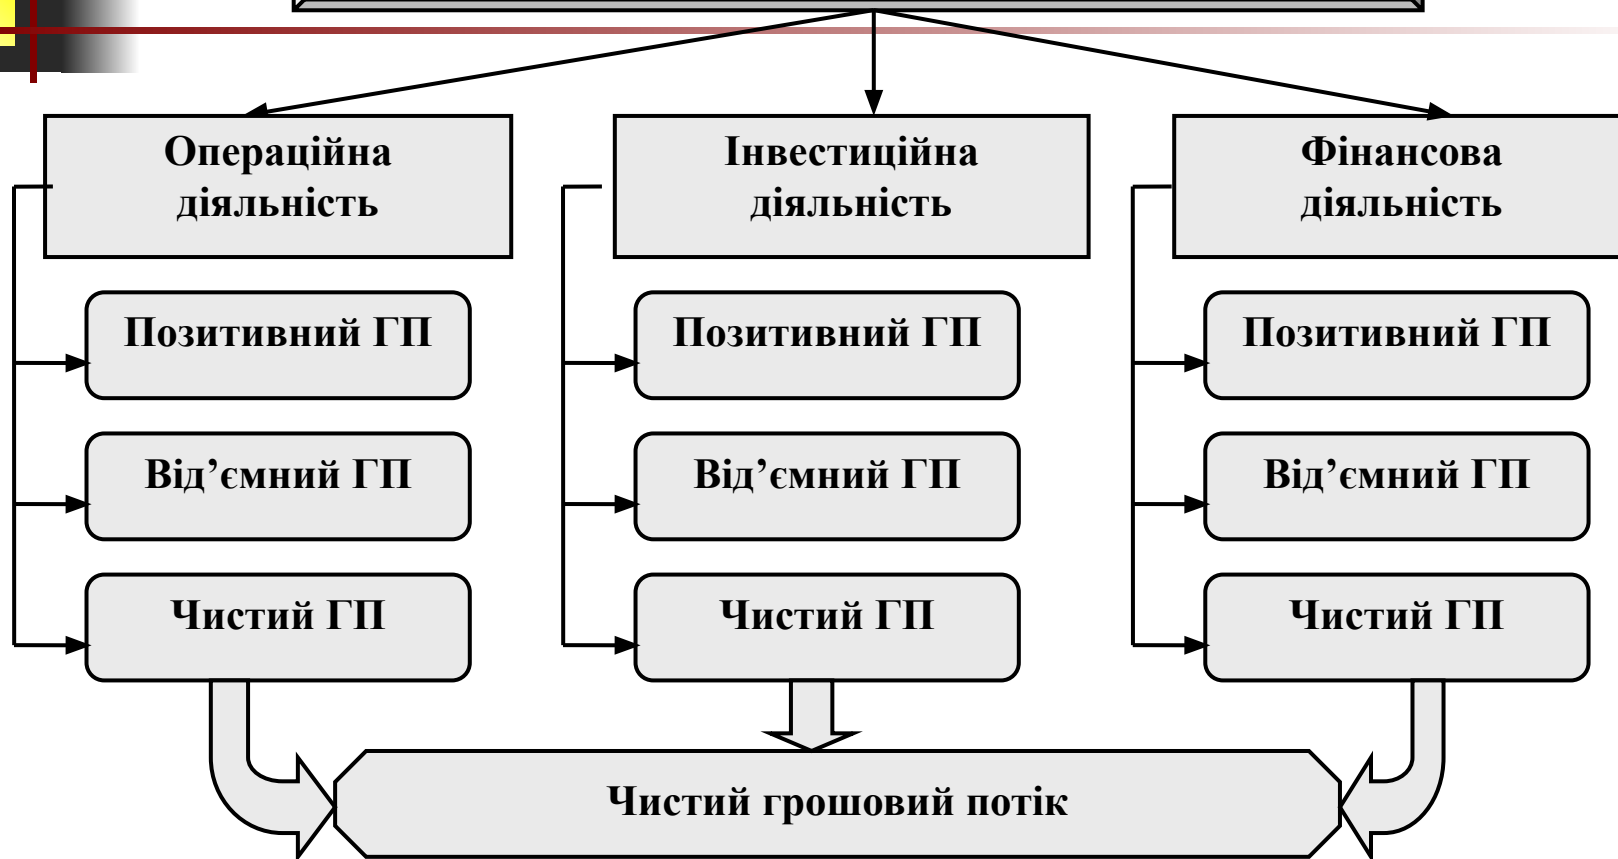 Операційна
діяльність
Інвестиційна
діяльність
Фінансова
діяльність
Позитивний ГП
Позитивний ГП
Позитивний ГП
Від’ємний ГП
Від’ємний ГП
Від’ємний ГП
Чистий ГП
Чистий ГП
Чистий ГП
Чистий грошовий потік